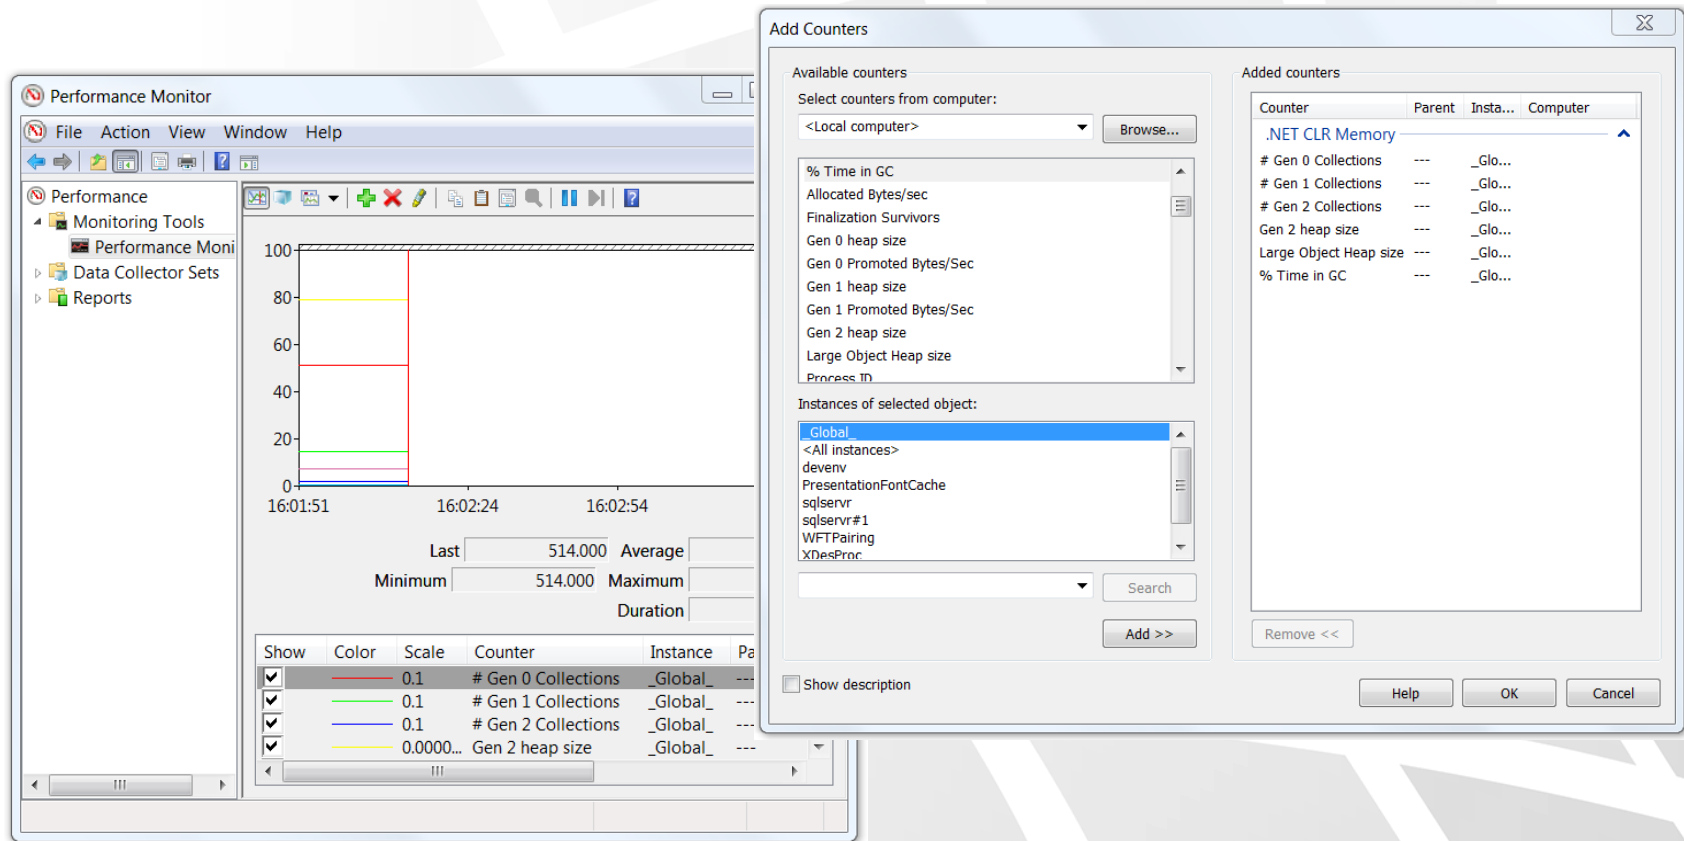 Performance Monitor
File Action View Window Help
Performance
Monitoring Tools
Performance Moni
Data Collector Sets
Reports
100
80
60
40
20
0
16:01:51 16:02:24 16:02:54
Last 514.000 Average
Minimum 514.000 Maximum
Duration
Show Color Scale Counter Instance Pa
0.1 # Gen 0 Collections _Global_ ---
0.1 # Gen 1 Collections _Global_ ---
0.1 # Gen 2 Collections _Global_ ---
0.0000... Gen 2 heap size _Global_ ---
Add Counters
Available counters
Select counters from computer:
<Local computer> Browse...
% Time in GC
Allocated Bytes/sec
Finalization Survivors
Gen 0 heap size
Gen 0 Promoted Bytes/Sec
Gen 1 heap size
Gen 1 Promoted Bytes/Sec
Gen 2 heap size
Large Object Heap size
Process ID
Instances of selected object:
_Global_
<All instances>
devenv
PresentationFontCache
sqlservr
sqlservr#1
WFTPairing
XDesProc
Search
Add >>
Show description
Added counters
Counter Parent Insta... Computer
.NET CLR Memory
# Gen 0 Collections --- _Glo...
# Gen 1 Collections --- _Glo...
# Gen 2 Collections --- _Glo...
Gen 2 heap size --- _Glo...
Large Object Heap size --- _Glo...
% Time in GC --- _Glo...
Remove <<
Help OK Cancel